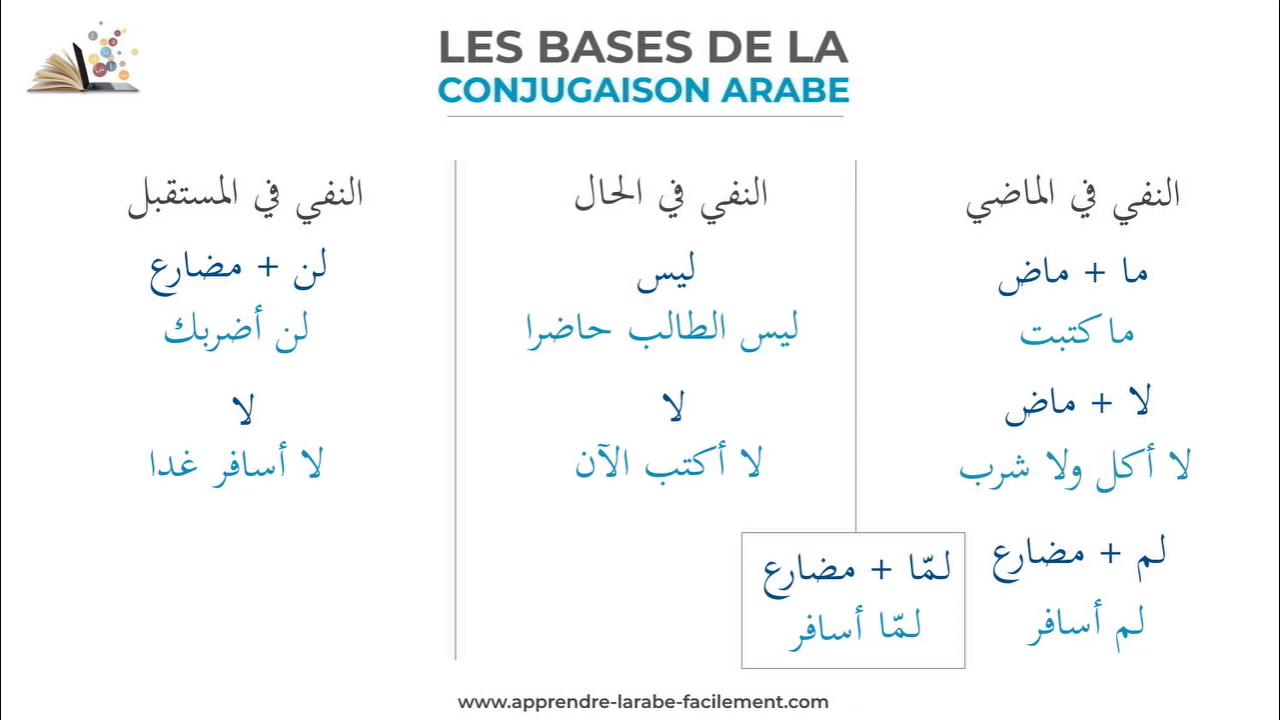 LES BASES DE LA
CONJUGAISON ARABE
النفي في الماضي
ما + ماض
ما كتبت
لا + ماض
لا أكل ولا شرب
لم + مضارع
لم أسافر
لمّا + مضارع
لمّا أسافر
النفي في الحال
ليس
ليس الطالب حاضرا
لا
لا أكتب الآن
النفي في المستقبل
لن + مضارع
لن أضربك
لا
لا أسافر غدا
www.apprendre-larabe-facilement.com